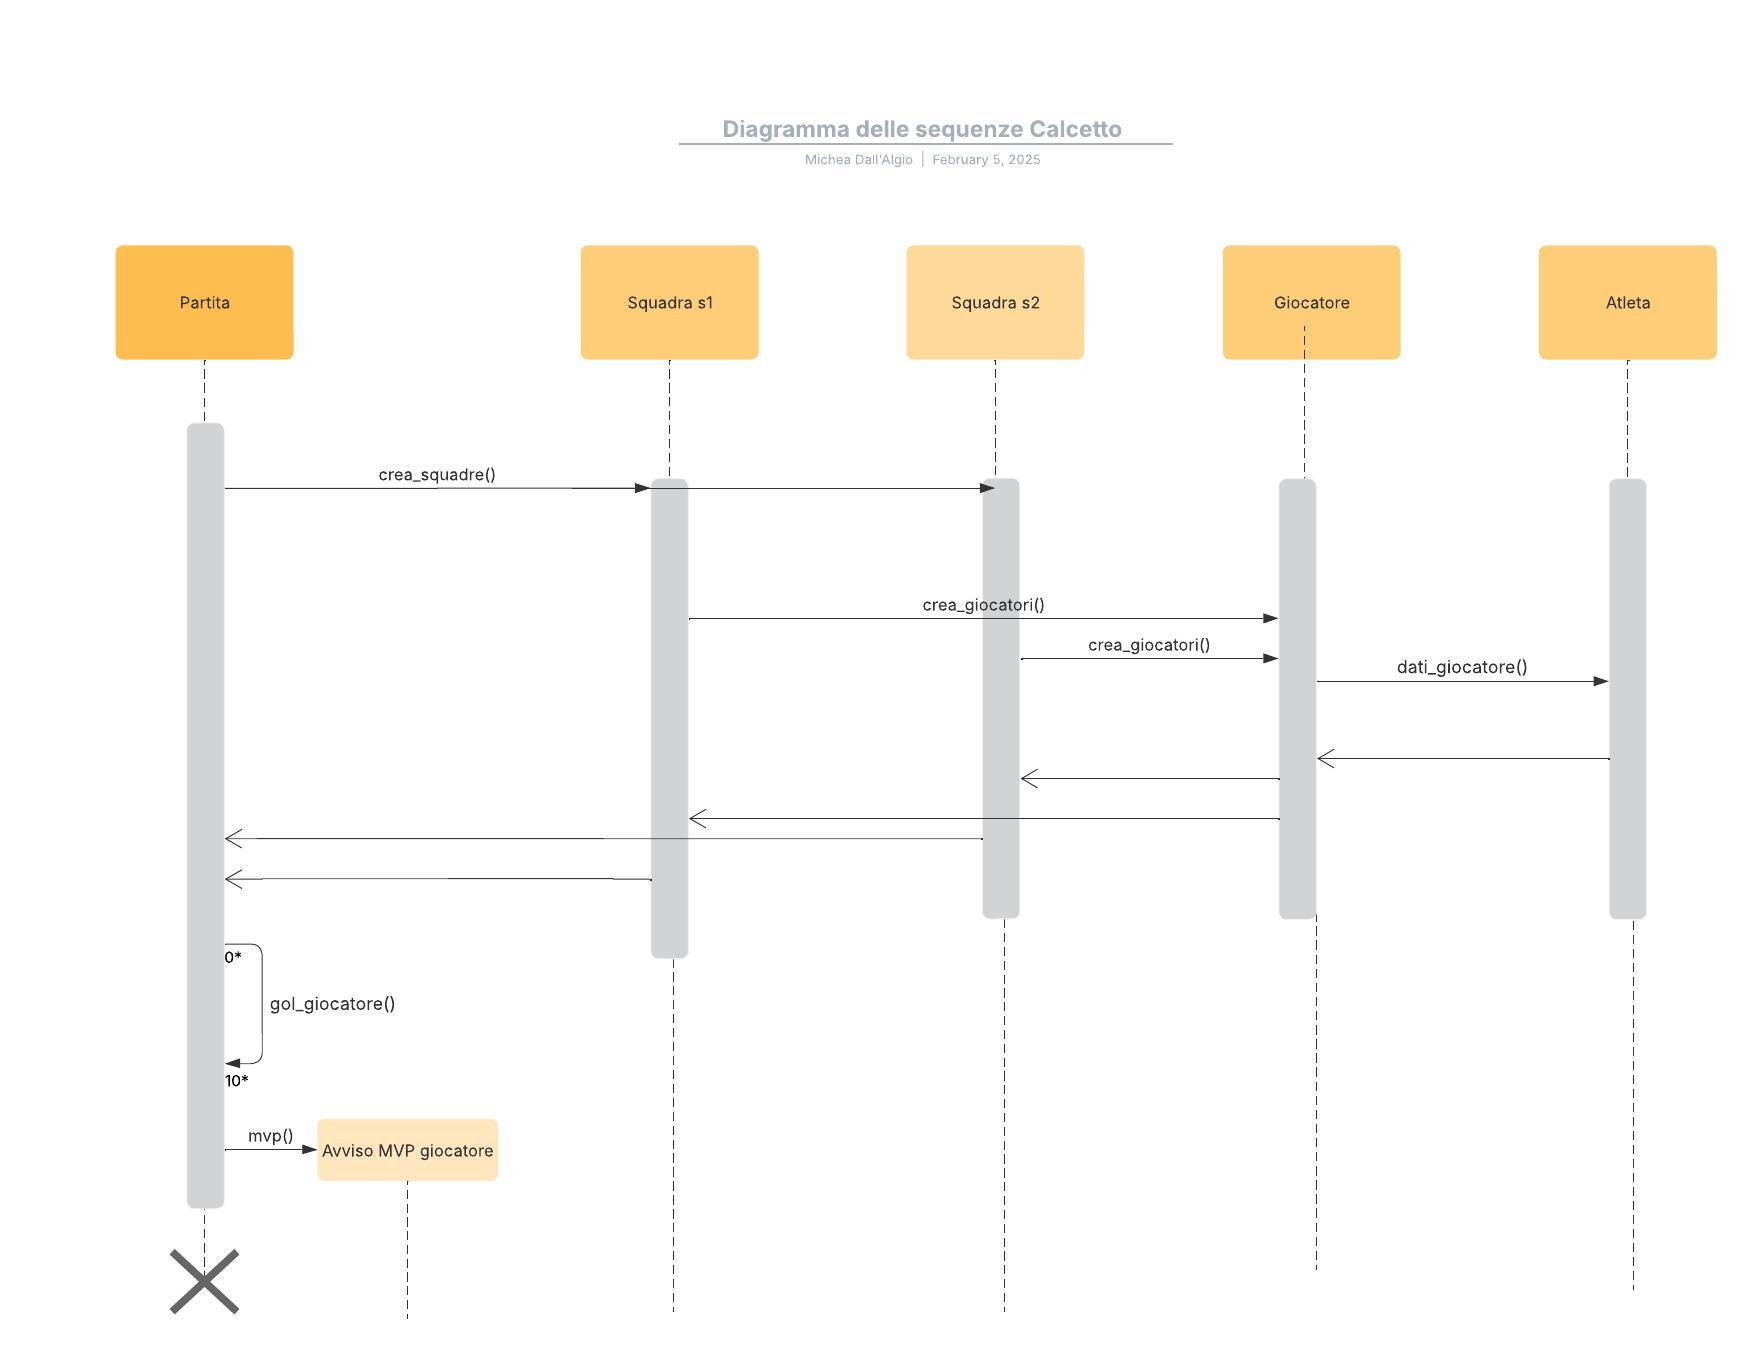 Diagramma delle sequenze Calcetto
Michea Dall'Algio | February 5, 2025
Partita
Squadra s1
Squadra s2
Giocatore
Atleta
crea_squadre()
crea_giocatori()
crea_giocatori()
dati_giocatore()
0*
gol_giocatore()
10*
mvp()
Avviso MVP giocatore